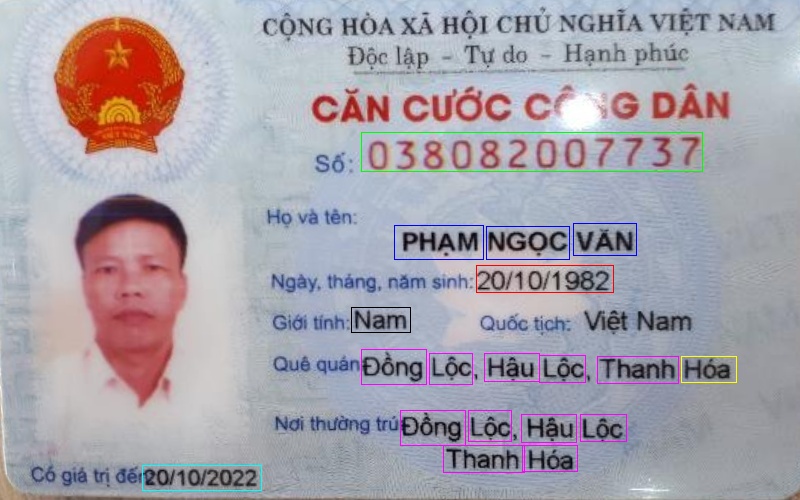 CỘNG HÒA XÃ HỘI CHỦ NGHĨA VIỆT NAM
Độc lập - Tự do - Hạnh phúc
CĂN CƯỚC CÔNG DÂN
Số: 038082007737
Họ và tên:
PHẠM NGỌC VĂN
Ngày, tháng, năm sinh: 20/10/1982
Giới tính: Nam Quốc tịch: Việt Nam
Quê quán Đồng Lộc, Hậu Lộc, Thanh Hóa
Nơi thường trú Đồng Lộc, Hậu Lộc
Thanh Hóa
Có giá trị đến 20/10/2022